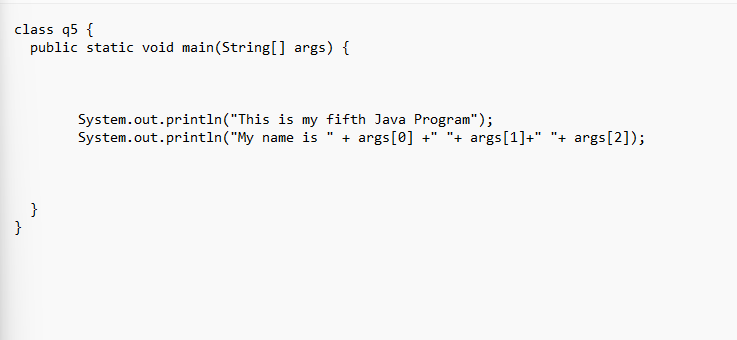 class q5 {
  public static void main(String[] args) {
        System.out.println("This is my fifth Java Program");
        System.out.println("My name is " + args[0] +" "+ args[1]+" "+ args[2]);
  }
}